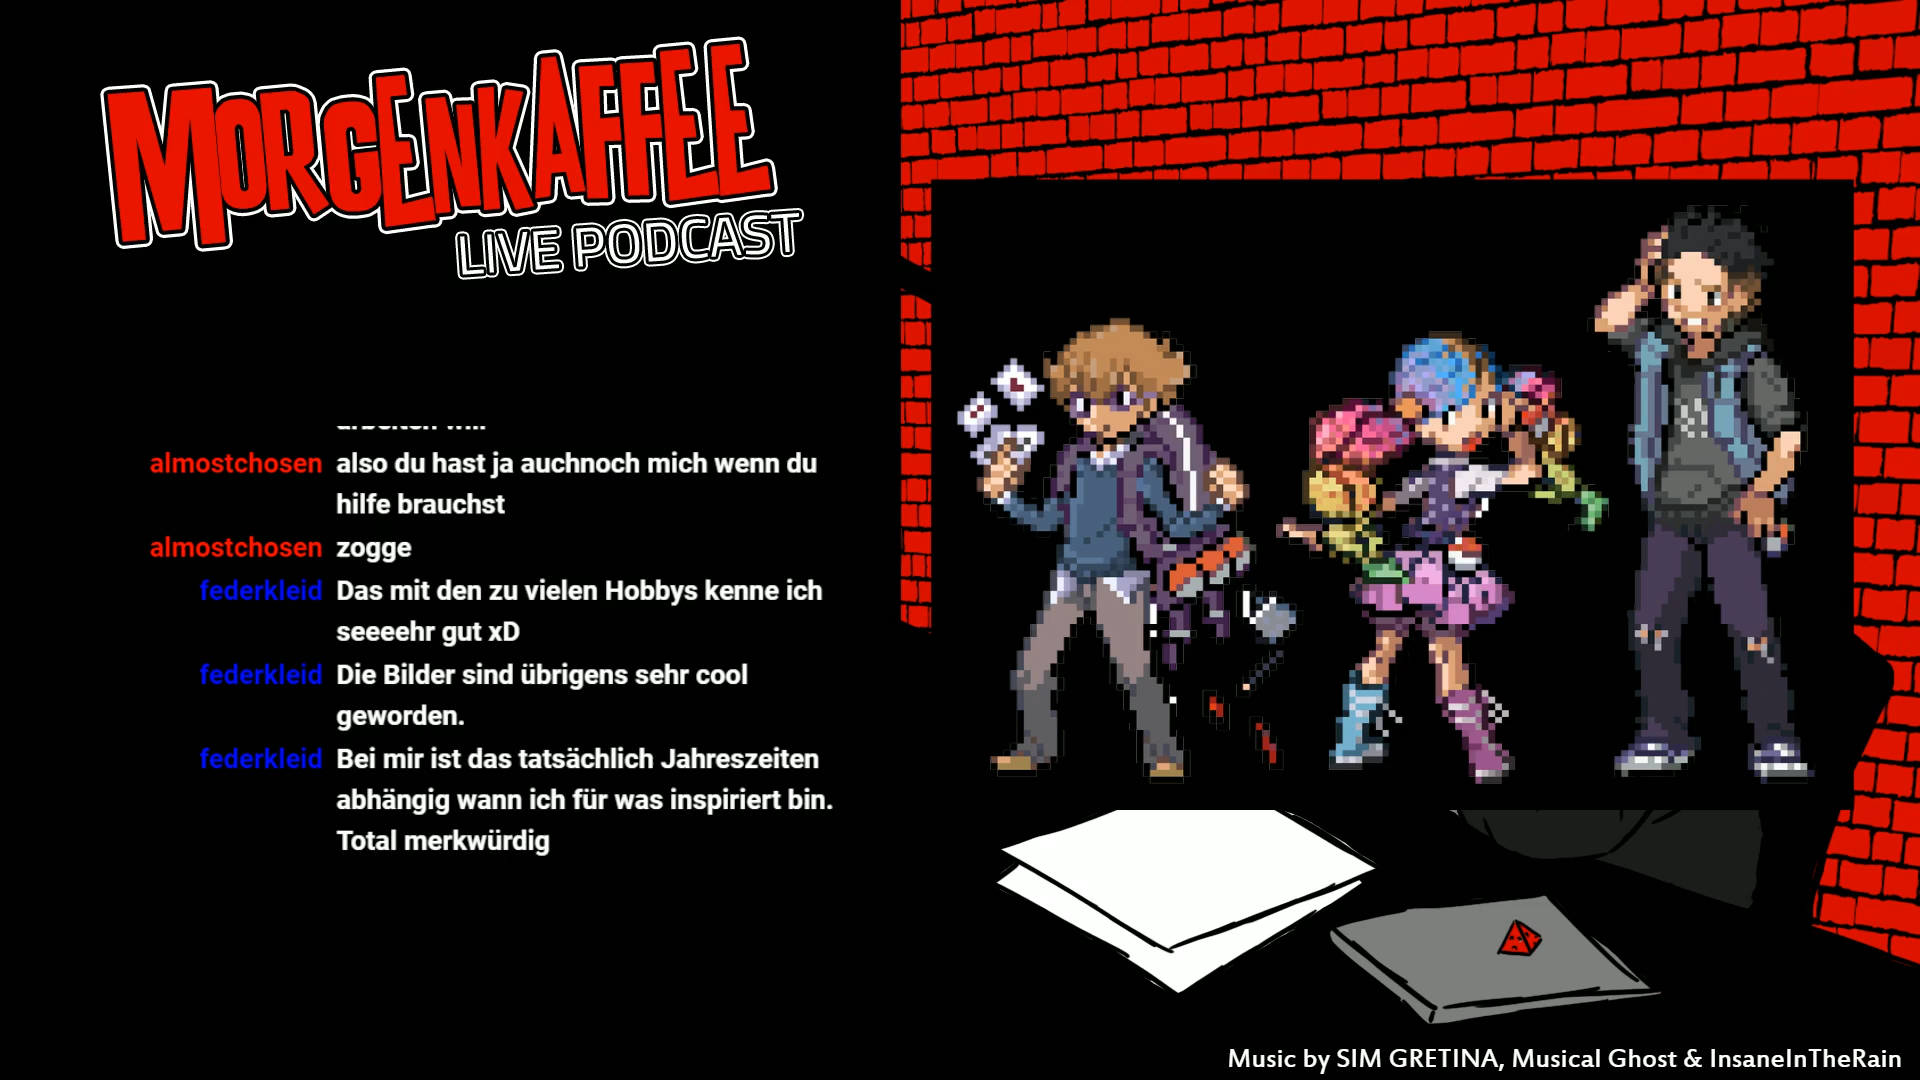 MORGENKAFFEE
LIVE PODCAST
almostchosen also du hast ja auchnoch mich wenn du
hilfe brauchst
almostchosen zogge
federkleid Das mit den zu vielen Hobbys kenne ich
seeeehr gut xD
federkleid Die Bilder sind übrigens sehr cool
geworden.
federkleid Bei mir ist das tatsächlich Jahreszeiten
abhängig wann ich für was inspiriert bin.
Total merkwürdig
Music by SIM GRETINA, Musical Ghost & InsaneInTheRain